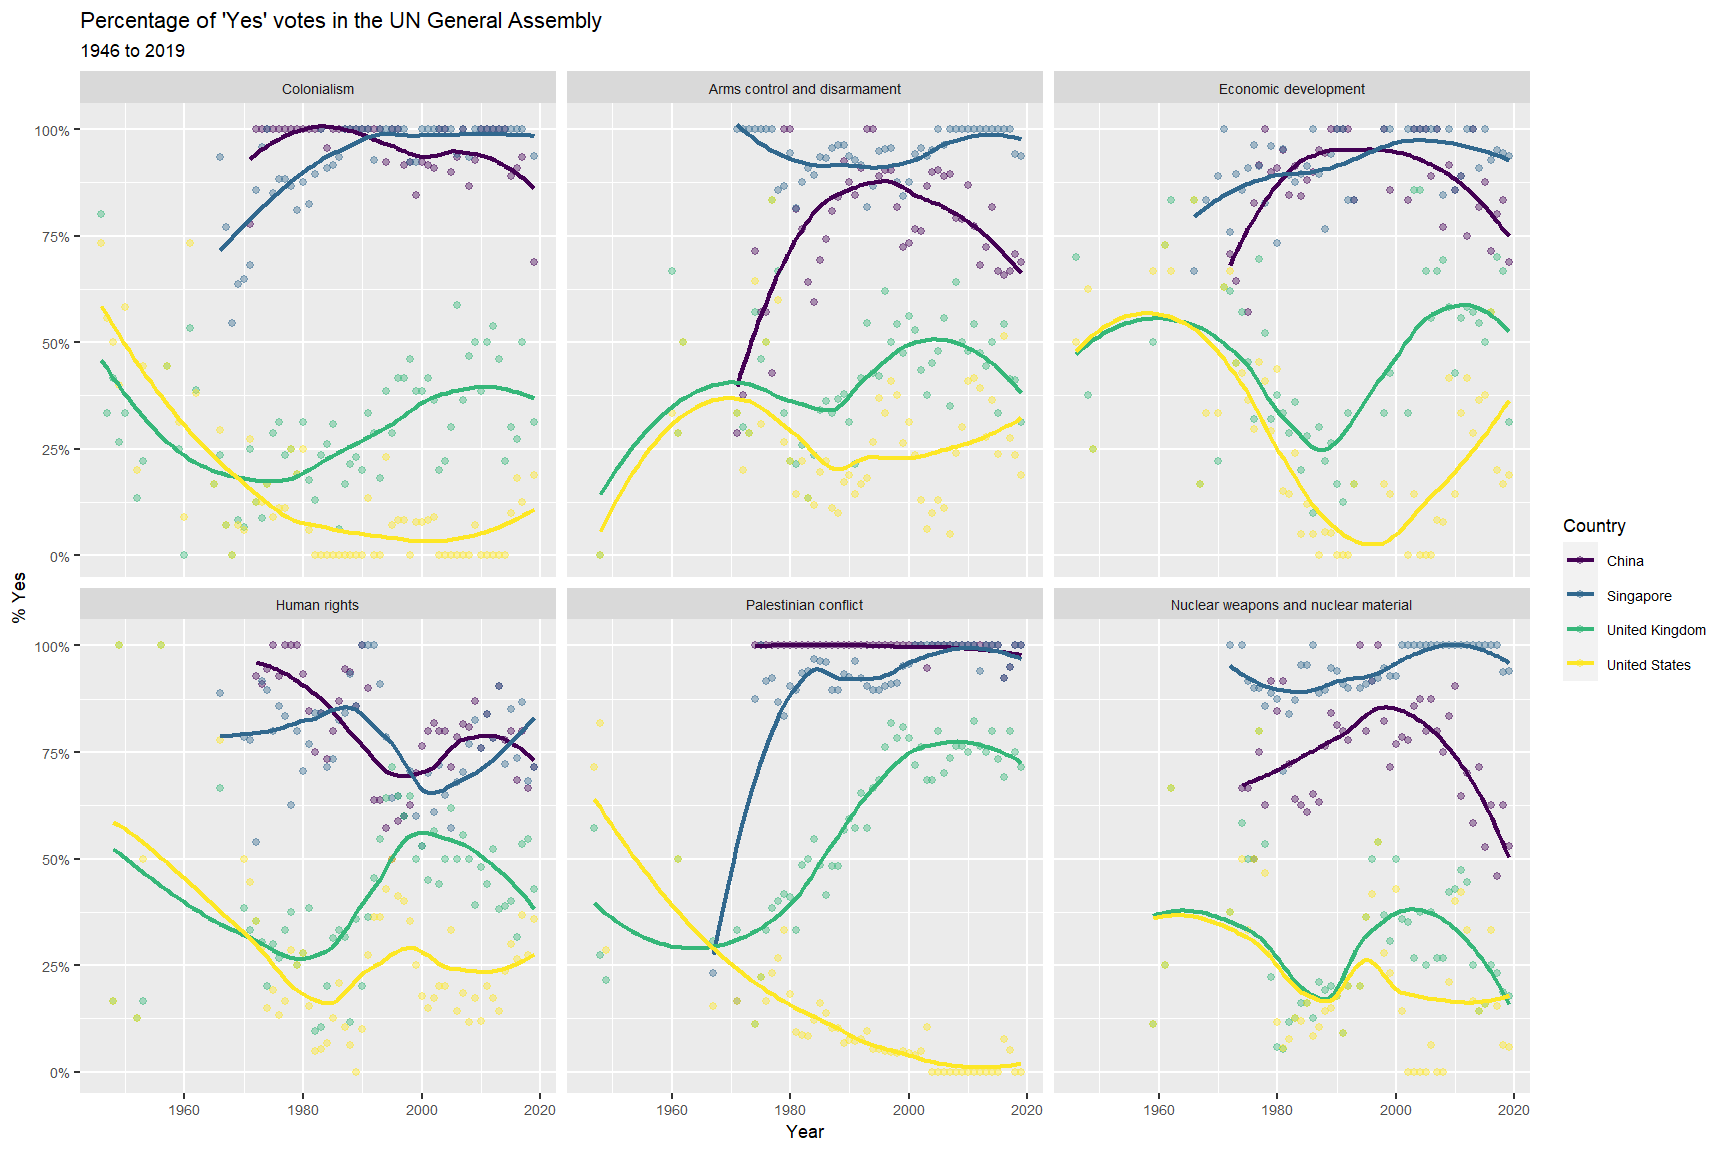 Percentage of 'Yes' votes in the UN General Assembly
1946 to 2019
Colonialism
Arms control and disarmament
Economic development
100%
75%
50%
25%
0%
Human rights
Palestinian conflict
Nuclear weapons and nuclear material
100%
75%
50%
25%
0%
1960 1980 2000 2020
1960 1980 2000 2020
1960 1980 2000 2020
Year
% Yes
Country
China
Singapore
United Kingdom
United States